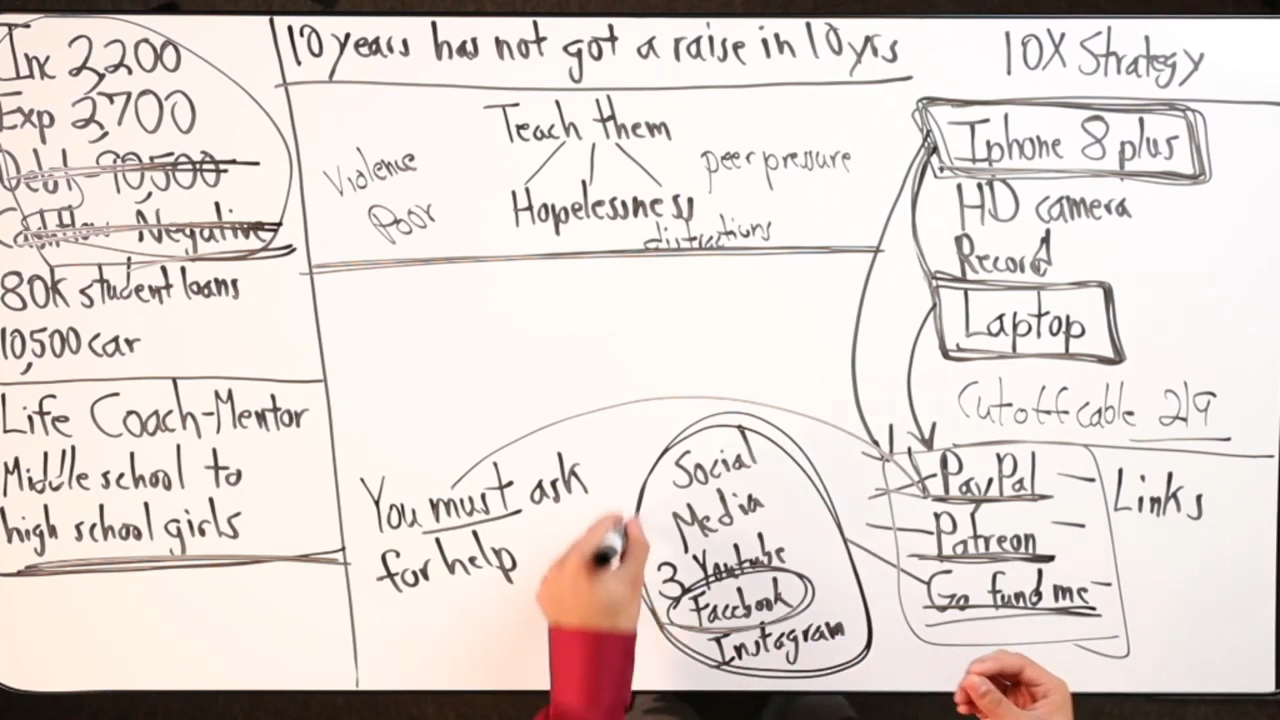 Inc 2,200
Exp 2,700
Debt 90,500
Cashflow Negative
80K student loans
10,500 car
Life Coach-Mentor
Middle school to
high school girls
10 years has not got a raise in 10 yrs
Teach them
Violence
peer pressure
Poor
Hopelessness
distractions
You must ask
for help
Social
Media
3 Youtube
Facebook
Instagram
10X Strategy
Iphone 8 plus
HD camera
Record
Laptop
Cut off cable 219
PayPal
Patreon
Go fund me
Links